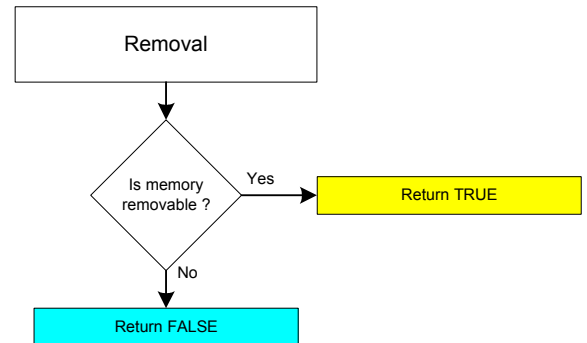 Removal
Is memory
removable ?
Yes
Return TRUE
No
Return FALSE